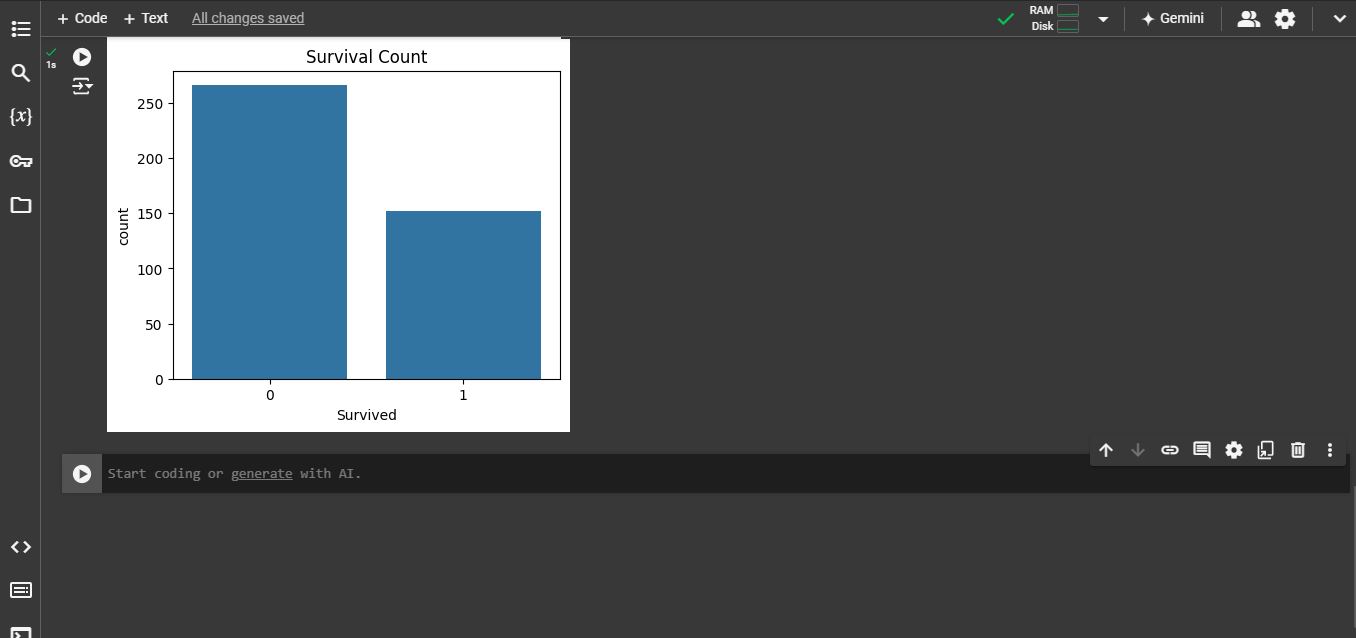 + Code + Text All changes saved
RAM
Disk
Gemini
1s
{x}
Survival Count
250
200
150
100
50
0
count
0 1
Survived
Start coding or generate with AI.